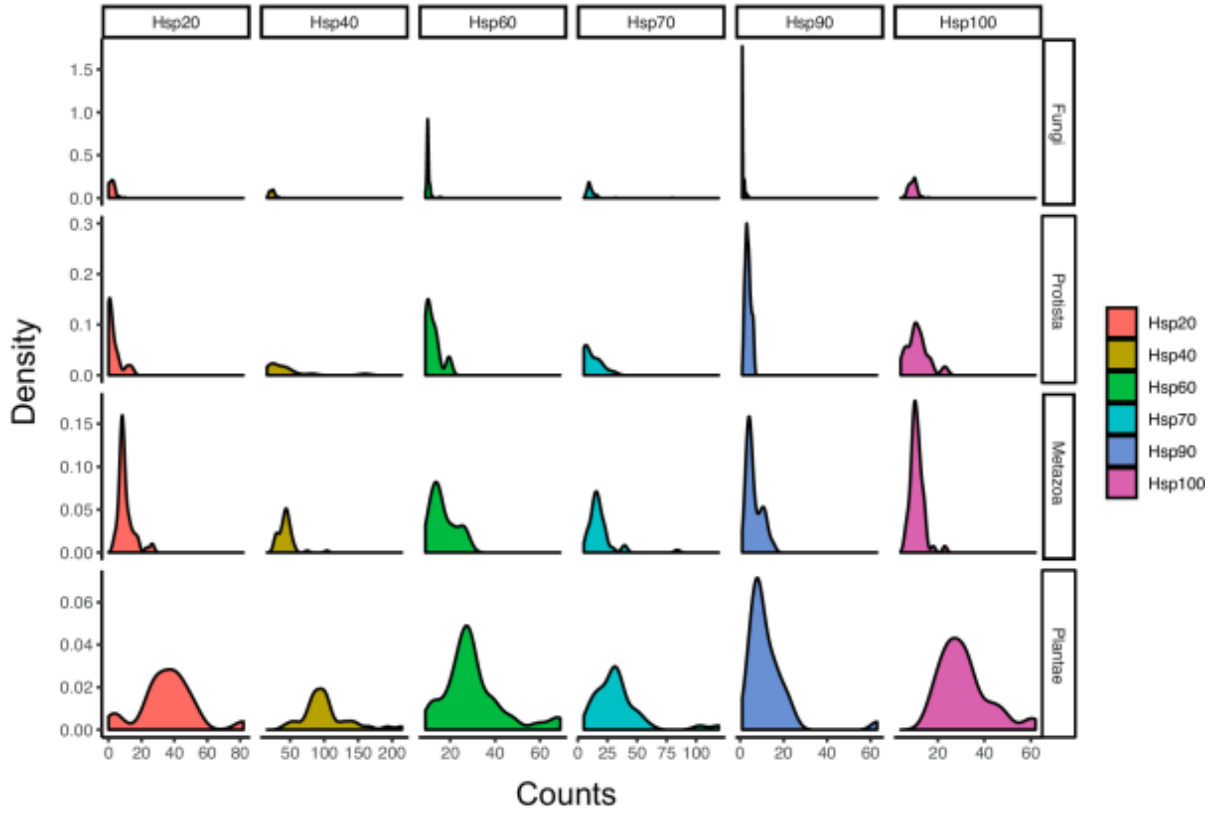 Hsp20 Hsp40 Hsp60 Hsp70 Hsp90 Hsp100
Fungi
1.5
1.0
0.5
0.0
Protista
0.3
0.2
0.1
0.0
Metazoa
0.15
0.10
0.05
0.00
Plantae
0.06
0.04
0.02
0.00
0 20 40 60 80 50 100 150 200 20 40 60 0 25 50 75 100 0 20 40 60 20 40 60
Density
Counts
Hsp20
Hsp40
Hsp60
Hsp70
Hsp90
Hsp100